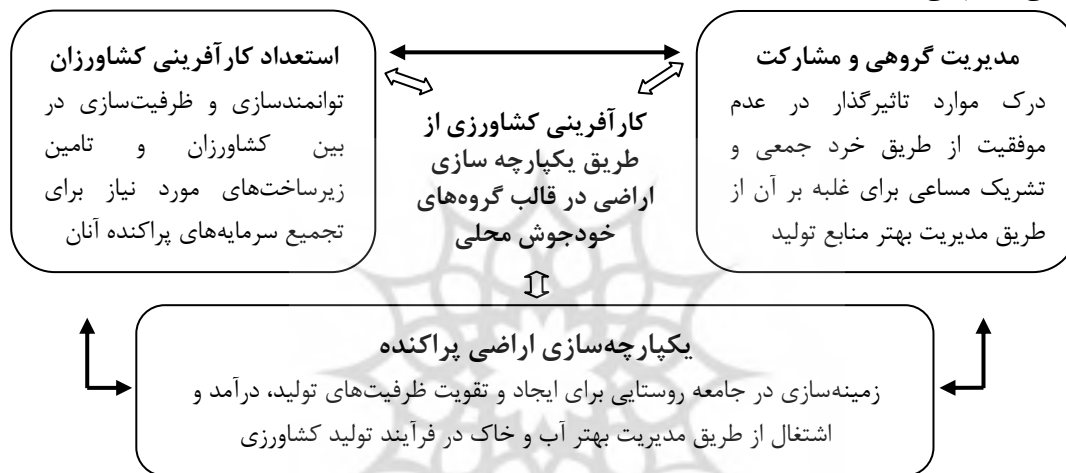 مدیریت گروهی و مشارکت
درک موارد تاثیرگذار در عدم
موفقیت از طریق خرد جمعی و
تشریک مساعی برای غلبه بر آن از
طریق مدیریت بهتر منابع تولید
کارآفرینی کشاورزی از
طریق یکپارچه سازی
اراضی در قالب گروه‌های
خودجوش محلی
استعداد کارآفرینی کشاورزان
توانمندسازی و ظرفیت‌سازی در
بین کشاورزان و تامین
زیرساخت‌های مورد نیاز برای
تجمیع سرمایه‌های پراکنده آنان
یکپارچه‌سازی اراضی پراکنده
زمینه‌سازی در جامعه روستایی برای ایجاد و تقویت ظرفیت‌های تولید، درآمد و
اشتغال از طریق مدیریت بهتر آب و خاک در فرآیند تولید کشاورزی